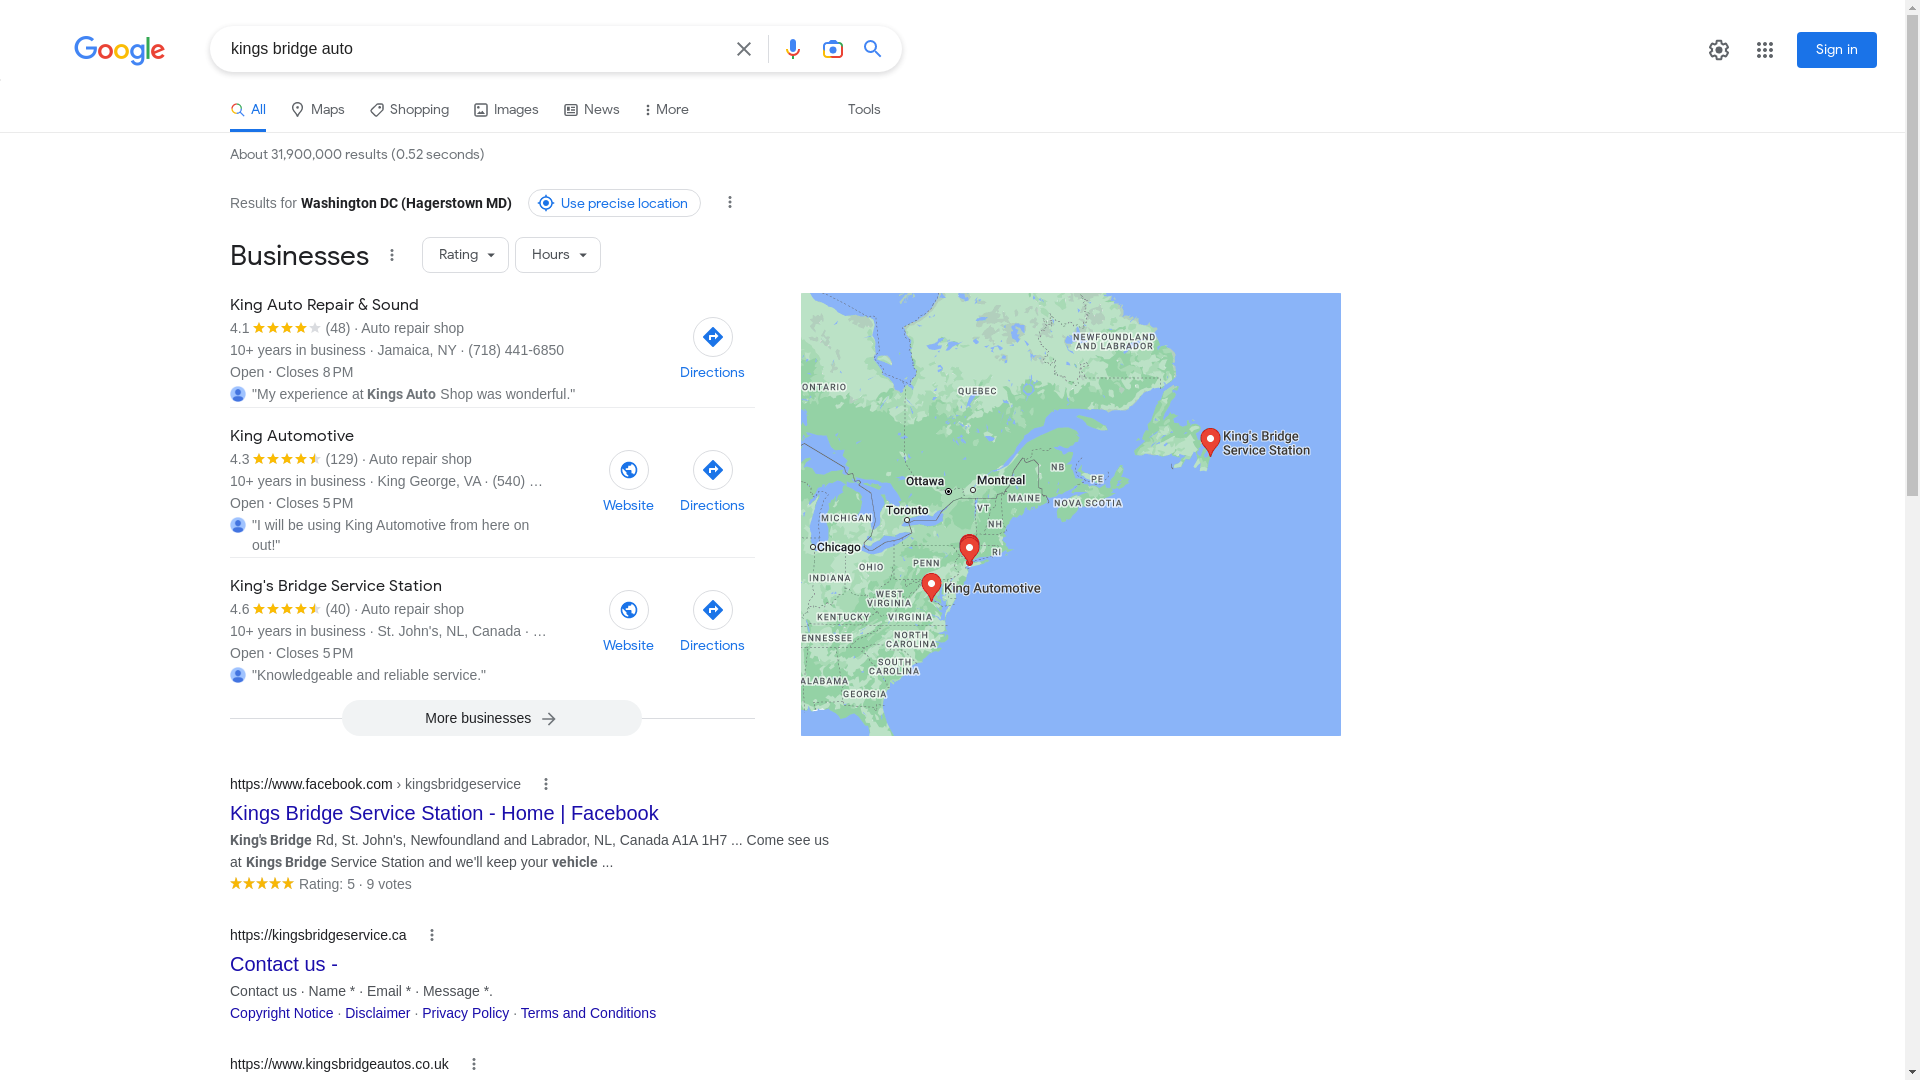 Google
kings bridge auto
Sign in
All
Maps
Shopping
Images
News
More
Tools
About 31,900,000 results (0.52 seconds)
Results for Washington DC (Hagerstown MD)
Use precise location
Businesses
Rating
Hours
King Auto Repair & Sound
4.1 (48) · Auto repair shop
10+ years in business · Jamaica, NY · (718) 441-6850
Open · Closes 8 PM
"My experience at Kings Auto Shop was wonderful."
Directions
King Automotive
4.3 (129) · Auto repair shop
10+ years in business · King George, VA · (540) ...
Open · Closes 5 PM
"I will be using King Automotive from here on
out!"
Website
Directions
King's Bridge Service Station
4.6 (40) · Auto repair shop
10+ years in business · St. John's, NL, Canada · ...
Open · Closes 5 PM
"Knowledgeable and reliable service."
Website
Directions
More businesses
NEWFOUNDLAND
AND LABRADOR
ONTARIO
QUEBEC
King's Bridge
Service Station
NB
PE
Ottawa
Montreal
MAINE
NOVA SCOTIA
Toronto
VT
MICHIGAN
NH
Chicago
RI
PENN
OHIO
INDIANA
King Automotive
WEST
VIRGINIA
KENTUCKY
VIRGINIA
ENNESSEE
NORTH
CAROLINA
SOUTH
CAROLINA
ALABAMA
GEORGIA
https://www.facebook.com › kingsbridgeservice
Kings Bridge Service Station - Home | Facebook
King's Bridge Rd, St. John's, Newfoundland and Labrador, NL, Canada A1A 1H7 ... Come see us
at Kings Bridge Service Station and we'll keep your vehicle ...
Rating: 5 · 9 votes
https://kingsbridgeservice.ca
Contact us -
Contact us · Name * · Email * · Message *.
Copyright Notice · Disclaimer · Privacy Policy · Terms and Conditions
https://www.kingsbridgeautos.co.uk